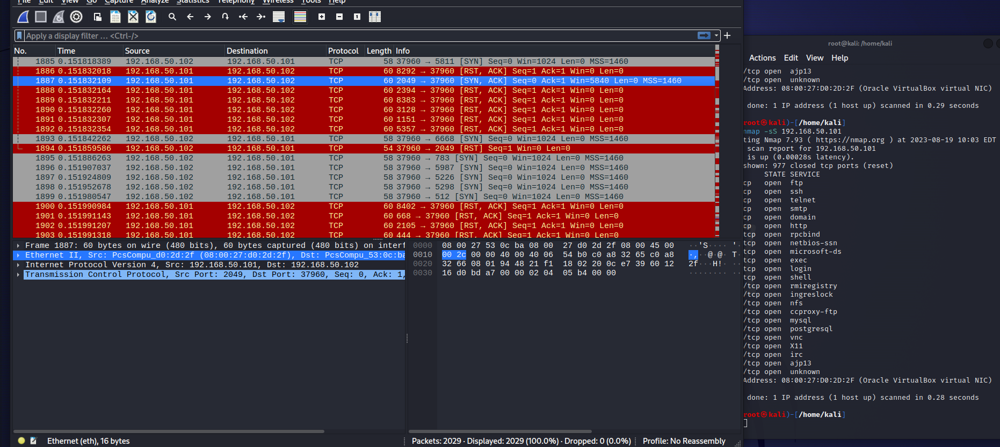 File Edit View Go Capture Analyze Statistics Telephony Wireless Tools Help
Apply a display filter … <Ctrl-/>
No. Time Source Destination Protocol Length Info
1885 0.151818389 192.168.50.102 192.168.50.101 TCP 58 37960 → 5811 [SYN] Seq=0 Win=1024 Len=0 MSS=1460
1886 0.151832018 192.168.50.101 192.168.50.102 TCP 60 8292 → 37960 [RST, ACK] Seq=1 Ack=1 Win=0 Len=0
1887 0.151832109 192.168.50.101 192.168.50.102 TCP 60 2049 → 37960 [SYN, ACK] Seq=0 Ack=1 Win=5840 Len=0 MSS=1460
1888 0.151832164 192.168.50.101 192.168.50.102 TCP 60 2394 → 37960 [RST, ACK] Seq=1 Ack=1 Win=0 Len=0
1889 0.151832211 192.168.50.101 192.168.50.102 TCP 60 8383 → 37960 [RST, ACK] Seq=1 Ack=1 Win=0 Len=0
1890 0.151832260 192.168.50.101 192.168.50.102 TCP 60 3128 → 37960 [RST, ACK] Seq=1 Ack=1 Win=0 Len=0
1891 0.151832307 192.168.50.101 192.168.50.102 TCP 60 1151 → 37960 [RST, ACK] Seq=1 Ack=1 Win=0 Len=0
1892 0.151832354 192.168.50.101 192.168.50.102 TCP 60 5357 → 37960 [RST, ACK] Seq=1 Ack=1 Win=0 Len=0
1893 0.151842262 192.168.50.102 192.168.50.101 TCP 58 37960 → 6668 [SYN] Seq=0 Win=1024 Len=0 MSS=1460
1894 0.151859586 192.168.50.102 192.168.50.101 TCP 54 37960 → 2049 [RST] Seq=1 Win=0 Len=0
1895 0.151886263 192.168.50.102 192.168.50.101 TCP 58 37960 → 783 [SYN] Seq=0 Win=1024 Len=0 MSS=1460
1896 0.151907037 192.168.50.102 192.168.50.101 TCP 58 37960 → 5987 [SYN] Seq=0 Win=1024 Len=0 MSS=1460
1897 0.151924809 192.168.50.102 192.168.50.101 TCP 58 37960 → 5226 [SYN] Seq=0 Win=1024 Len=0 MSS=1460
1898 0.151952678 192.168.50.102 192.168.50.101 TCP 58 37960 → 5298 [SYN] Seq=0 Win=1024 Len=0 MSS=1460
1899 0.151980547 192.168.50.102 192.168.50.101 TCP 58 37960 → 512 [SYN] Seq=0 Win=1024 Len=0 MSS=1460
1900 0.151990984 192.168.50.101 192.168.50.102 TCP 60 8402 → 37960 [RST, ACK] Seq=1 Ack=1 Win=0 Len=0
1901 0.151991143 192.168.50.101 192.168.50.102 TCP 60 668 → 37960 [RST, ACK] Seq=1 Ack=1 Win=0 Len=0
1902 0.151991207 192.168.50.101 192.168.50.102 TCP 60 2105 → 37960 [RST, ACK] Seq=1 Ack=1 Win=0 Len=0
1903 0.151991318 192.168.50.101 192.168.50.102 TCP 60 444 → 37960 [RST, ACK] Seq=1 Ack=1 Win=0 Len=0
Frame 1887: 60 bytes on wire (480 bits), 60 bytes captured (480 bits) on interf
Ethernet II, Src: PcsCompu_d0:2d:2f (08:00:27:d0:2d:2f), Dst: PcsCompu_53:0c:ba
Internet Protocol Version 4, Src: 192.168.50.101, Dst: 192.168.50.102
Transmission Control Protocol, Src Port: 2049, Dst Port: 37960, Seq: 0, Ack: 1,
0000 08 00 27 53 0c ba 08 00 27 d0 2d 2f 08 00 45 00 ··'S···· '·
0010 00 2c 00 00 40 00 40 06 54 b0 c0 a8 32 65 c0 a8 ·,··@·@· T·
0020 32 66 08 01 94 48 21 f1 18 02 20 0c e7 39 60 12 2f···H!· ··
0030 16 d0 bd a7 00 00 02 04 05 b4 00 00 ········ ··
Ethernet (eth), 16 bytes
Packets: 2029 · Displayed: 2029 (100.0%) · Dropped: 0 (0.0%)
Profile: No Reassembly
root@kali: /home/kali
Actions Edit View Help
/tcp open ajp13
/tcp open unknown
Address: 08:00:27:D0:2D:2F (Oracle VirtualBox virtual NIC)
done: 1 IP address (1 host up) scanned in 0.29 seconds
root㉿kali)-[/home/kali]
nmap -sS 192.168.50.101
ting Nmap 7.93 ( https://nmap.org ) at 2023-08-19 10:03 EDT
scan report for 192.168.50.101
is up (0.00028s latency).
shown: 977 closed tcp ports (reset)
STATE SERVICE
cp open ftp
cp open ssh
cp open telnet
cp open smtp
cp open domain
cp open http
tcp open rpcbind
tcp open netbios-ssn
tcp open microsoft-ds
tcp open exec
tcp open login
tcp open shell
/tcp open rmiregistry
/tcp open ingreslock
/tcp open nfs
/tcp open ccproxy-ftp
/tcp open mysql
/tcp open postgresql
/tcp open vnc
/tcp open X11
/tcp open irc
/tcp open ajp13
/tcp open unknown
Address: 08:00:27:D0:2D:2F (Oracle VirtualBox virtual NIC)
done: 1 IP address (1 host up) scanned in 0.28 seconds
root㉿kali)-[/home/kali]